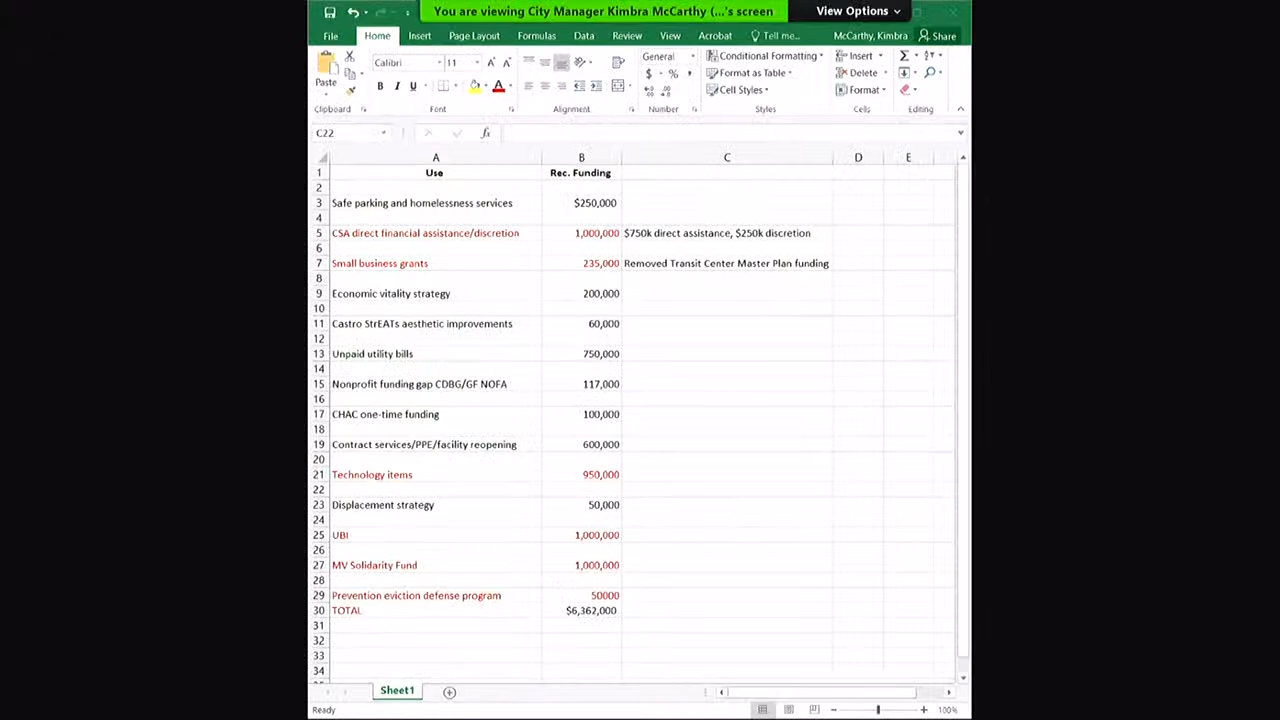 You are viewing City Manager Kimbra McCarthy (...'s screen
View Options
File Home Insert Page Layout Formulas Data Review View Acrobat Tell me... McCarthy, Kimbra Share
Paste
Calibri 11
B I U
A
General
$ % ,
Conditional Formatting
Format as Table
Cell Styles
Insert
Delete
Format
Clipboard Font Alignment Number Styles Cells Editing
C22 fx
A B C D E
1 Use Rec. Funding
2
3 Safe parking and homelessness services $250,000
4
5 CSA direct financial assistance/discretion 1,000,000 $750k direct assistance, $250k discretion
6
7 Small business grants 235,000 Removed Transit Center Master Plan funding
8
9 Economic vitality strategy 200,000
10
11 Castro StrEATs aesthetic improvements 60,000
12
13 Unpaid utility bills 750,000
14
15 Nonprofit funding gap CDBG/GF NOFA 117,000
16
17 CHAC one-time funding 100,000
18
19 Contract services/PPE/facility reopening 600,000
20
21 Technology items 950,000
22
23 Displacement strategy 50,000
24
25 UBI 1,000,000
26
27 MV Solidarity Fund 1,000,000
28
29 Prevention eviction defense program 50000
30 TOTAL $6,362,000
31
32
33
34
Sheet1
Ready 100%